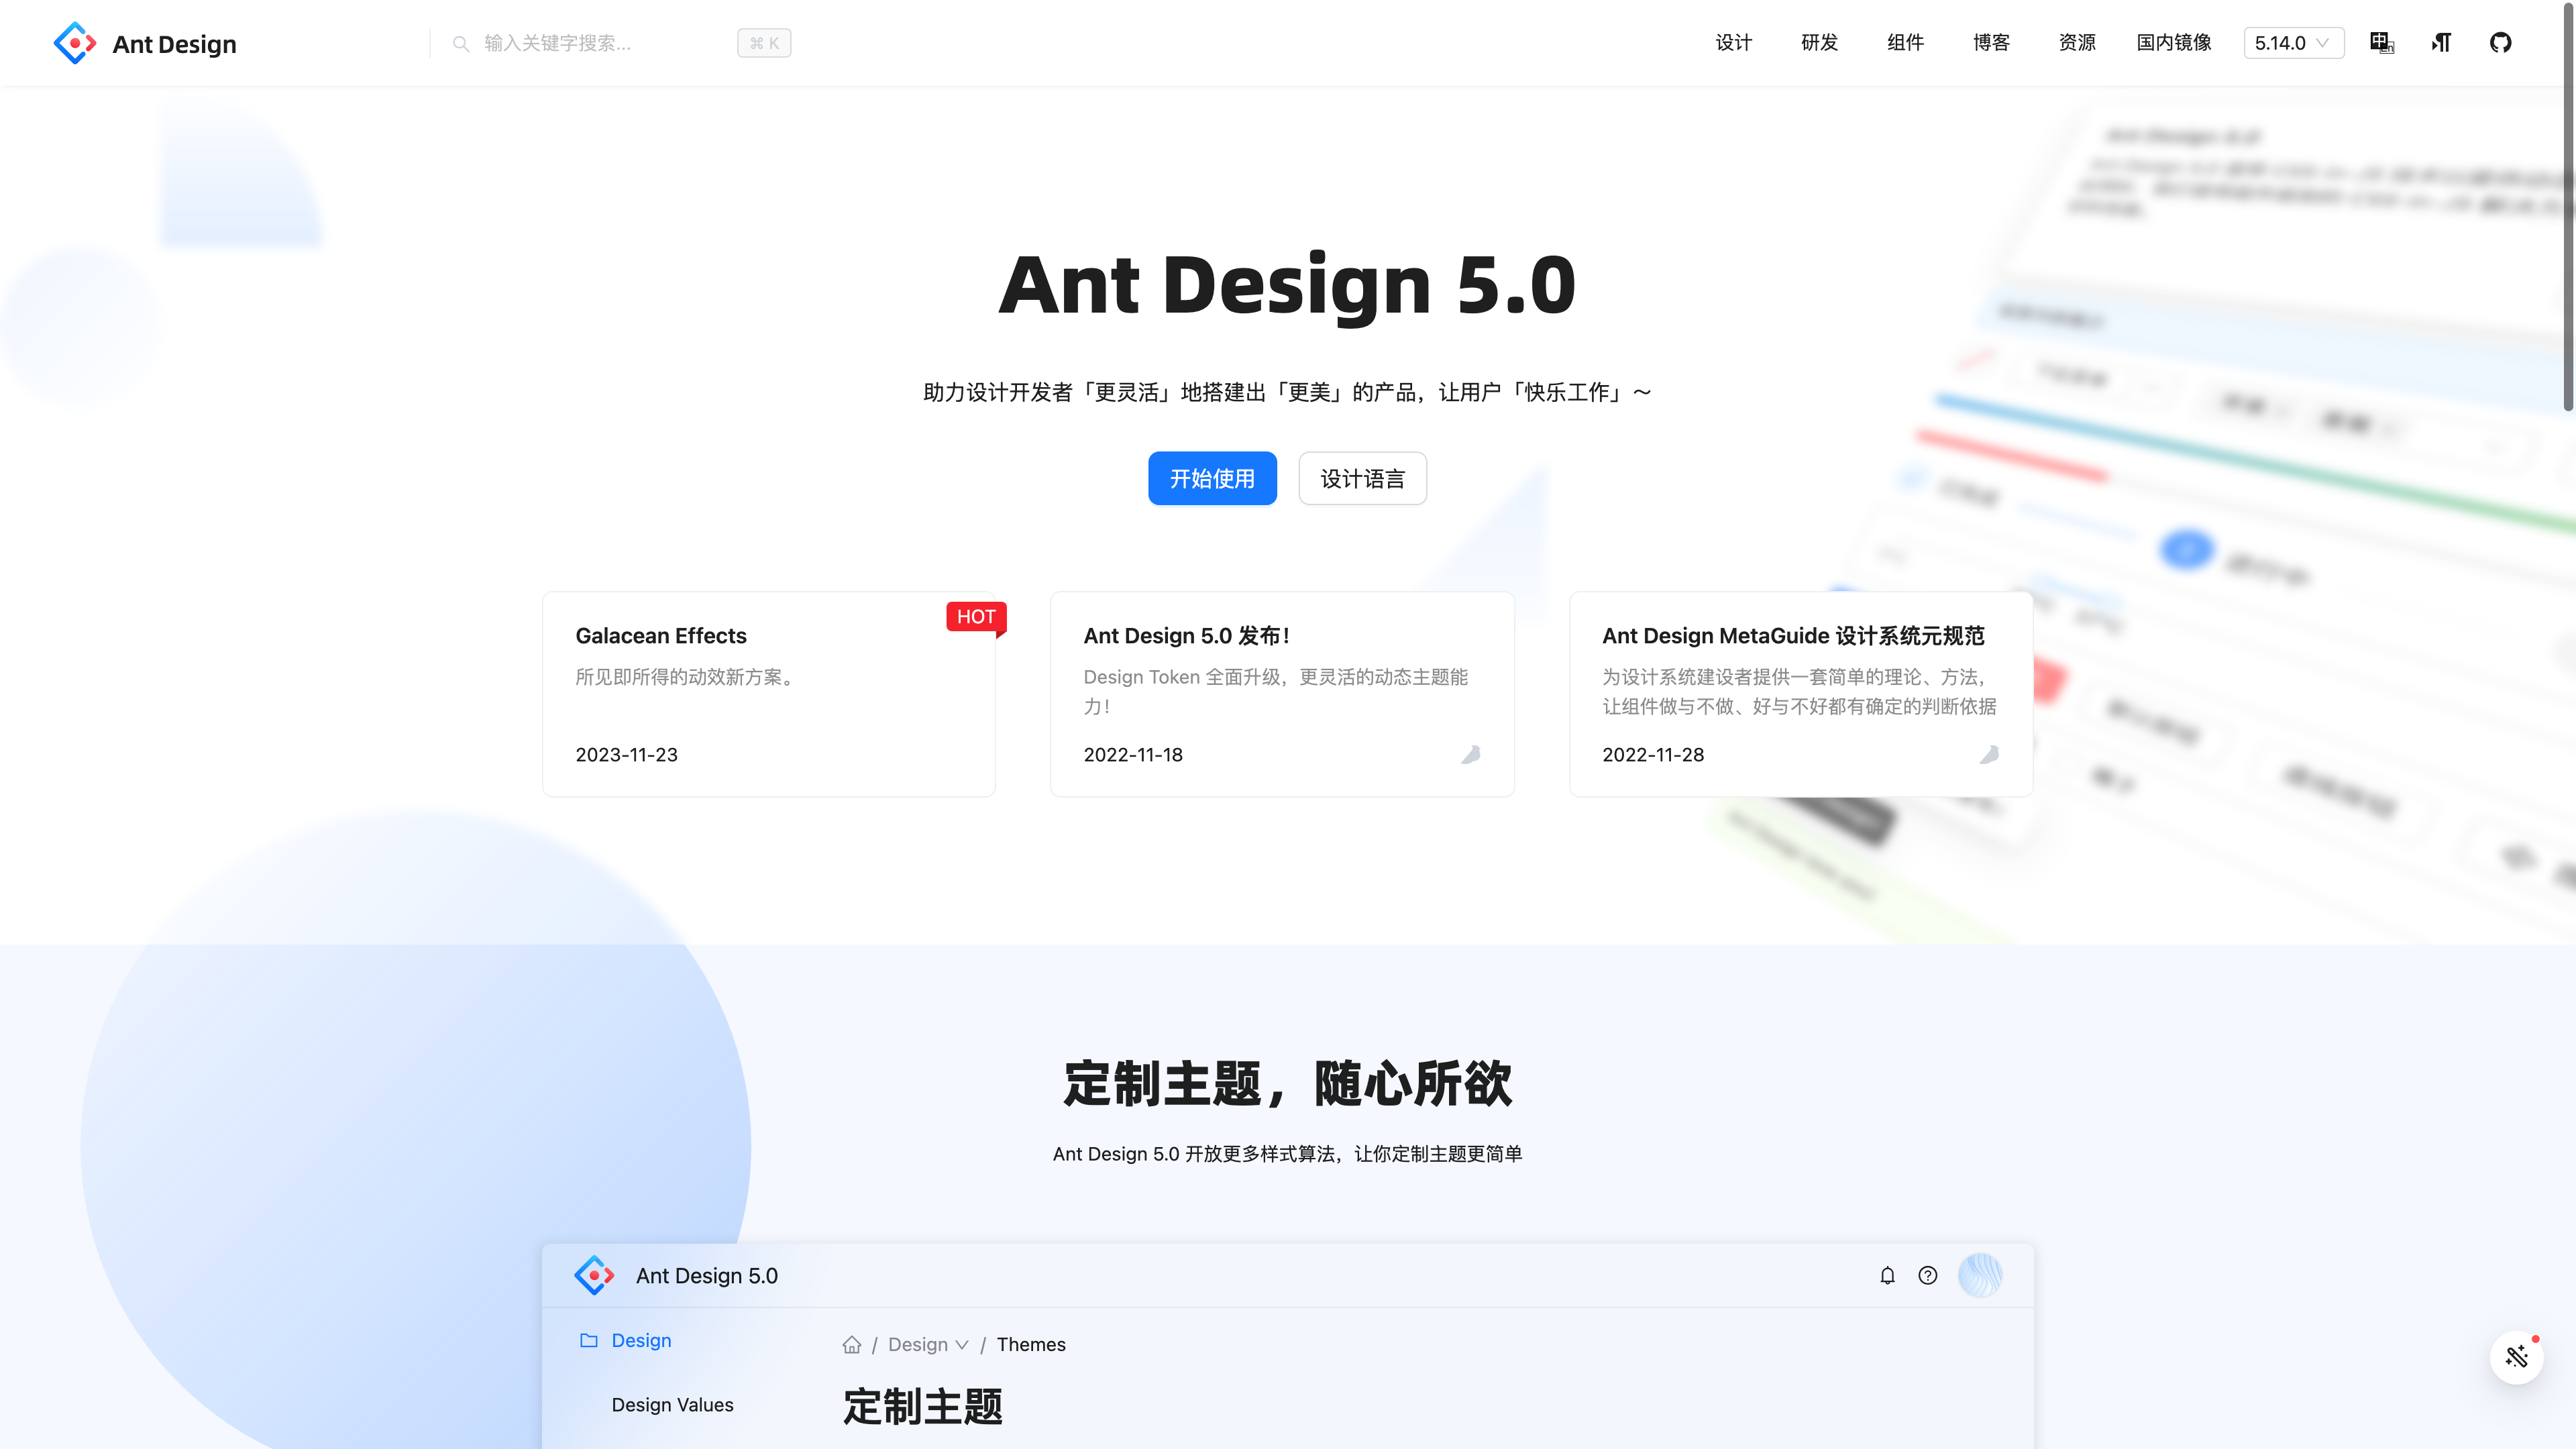 Ant Design
输入关键字搜索...
⌘ K
设计
研发
组件
博客
资源
国内镜像
5.14.0
中
En
Ant Design 5.0
助力设计开发者「更灵活」地搭建出「更美」的产品，让用户「快乐工作」～
开始使用
设计语言
HOT
Galacean Effects
所见即所得的动效新方案。
2023-11-23
Ant Design 5.0 发布！
Design Token 全面升级，更灵活的动态主题能
力！
2022-11-18
Ant Design MetaGuide 设计系统元规范
为设计系统建设者提供一套简单的理论、方法，
让组件做与不做、好与不好都有确定的判断依据
2022-11-28
定制主题，随心所欲
Ant Design 5.0 开放更多样式算法，让你定制主题更简单
Ant Design 5.0
Design
Design Values
/ Design / Themes
定制主题